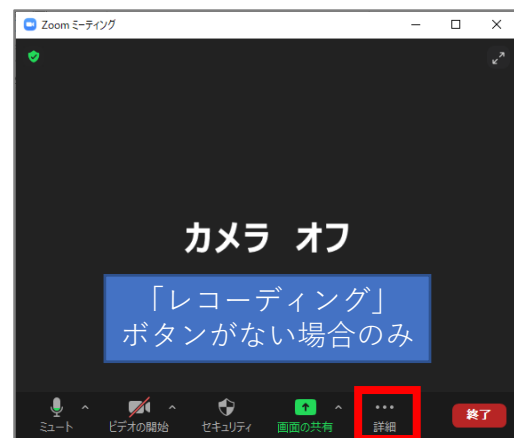 Zoom ミーティング
カメラ オフ
「レコーディング」
ボタンがない場合のみ
ミュート
ビデオの開始
セキュリティ
画面の共有
詳細
終了